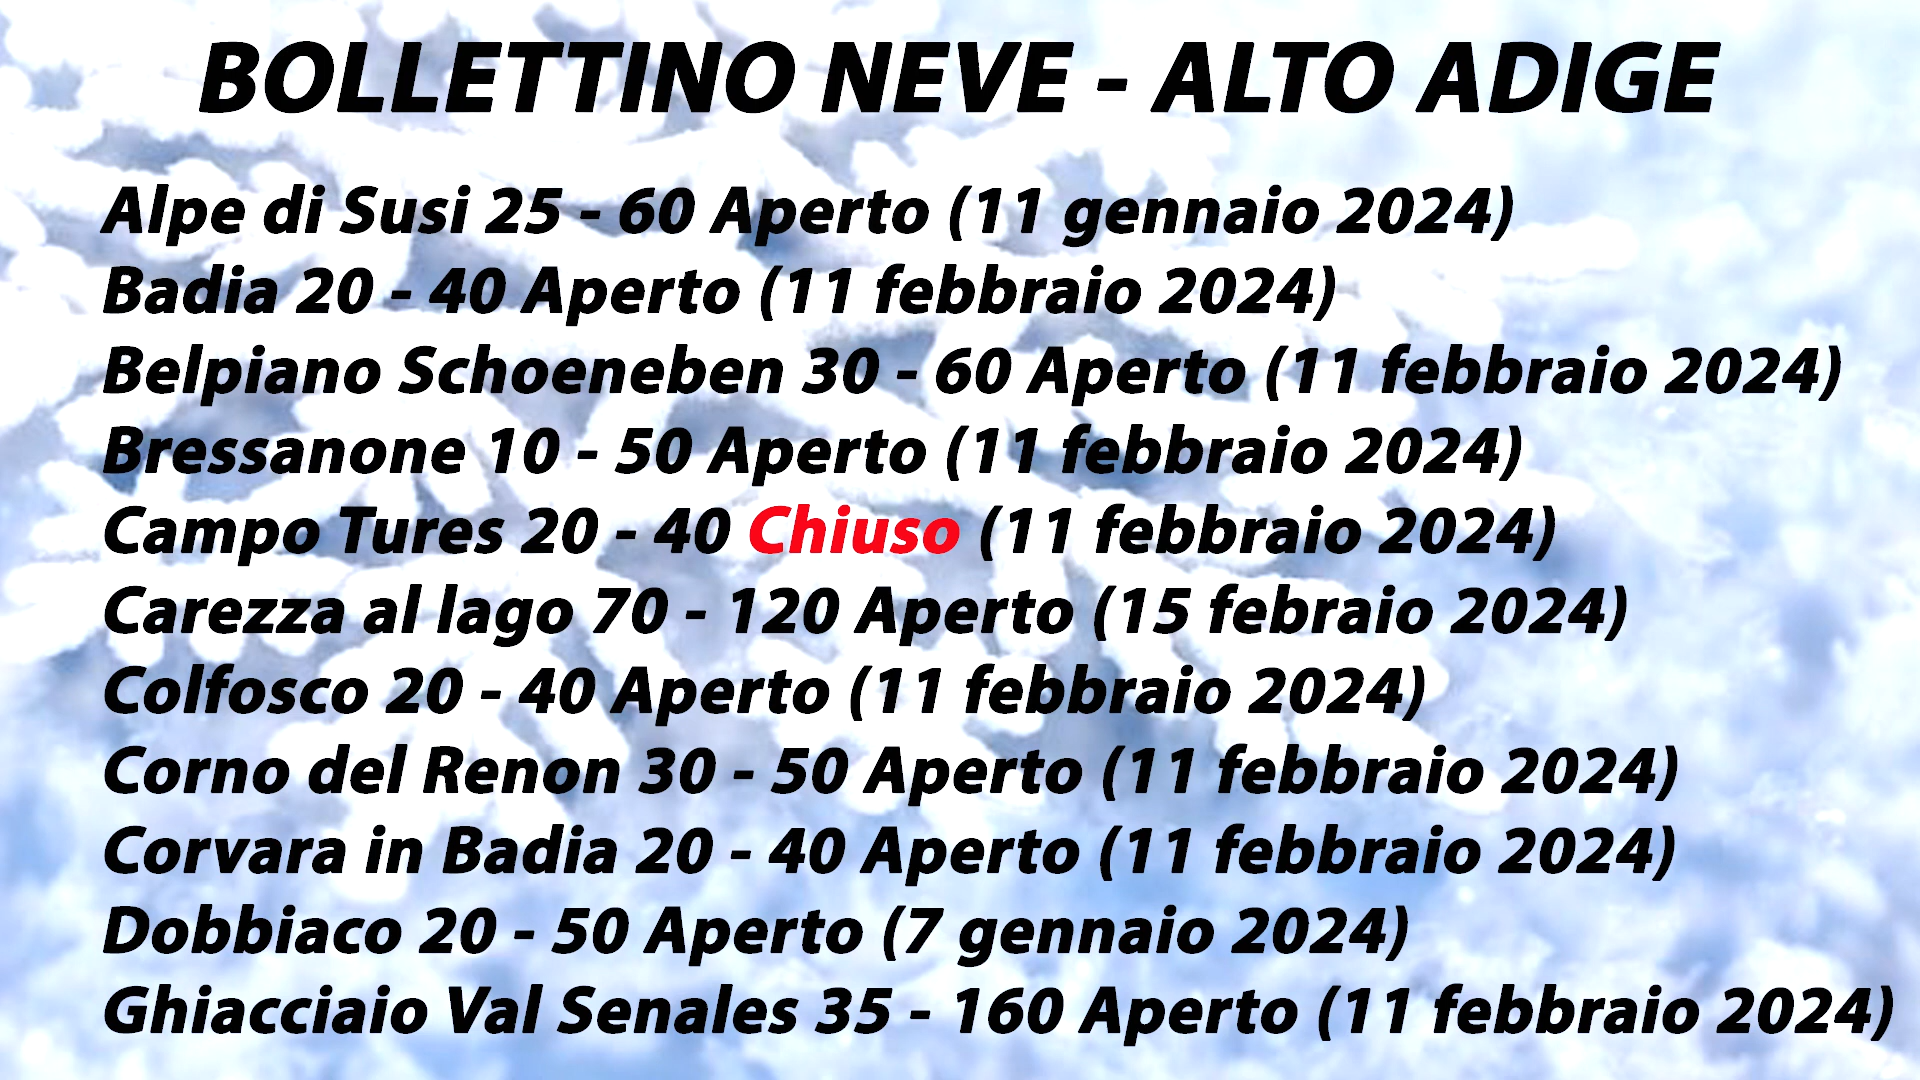 BOLLETTINO NEVE - ALTO ADIGE
Alpe di Susi 25 - 60 Aperto (11 gennaio 2024)
Badia 20 - 40 Aperto (11 febbraio 2024)
Belpiano Schoeneben 30 - 60 Aperto (11 febbraio 2024)
Bressanone 10 - 50 Aperto (11 febbraio 2024)
Campo Tures 20 - 40 Chiuso (11 febbraio 2024)
Carezza al lago 70 - 120 Aperto (15 febraio 2024)
Colfosco 20 - 40 Aperto (11 febbraio 2024)
Corno del Renon 30 - 50 Aperto (11 febbraio 2024)
Corvara in Badia 20 - 40 Aperto (11 febbraio 2024)
Dobbiaco 20 - 50 Aperto (7 gennaio 2024)
Ghiacciaio Val Senales 35 - 160 Aperto (11 febbraio 2024)